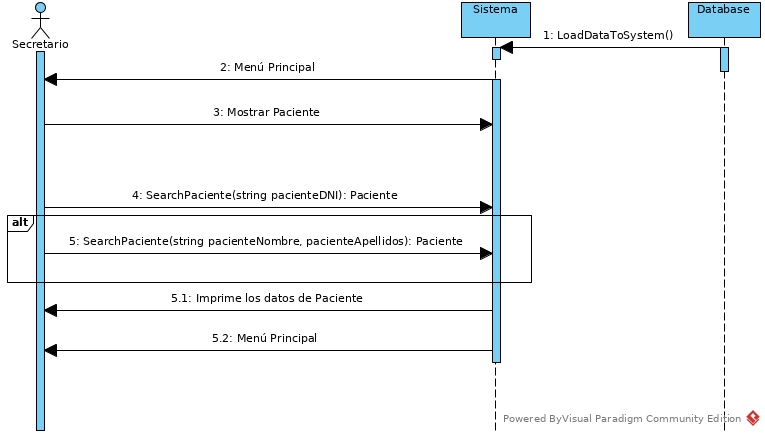 Secretario
Sistema
Database
1: LoadDataToSystem()
2: Menú Principal
3: Mostrar Paciente
4: SearchPaciente(string pacienteDNI): Paciente
alt
5: SearchPaciente(string pacienteNombre, pacienteApellidos): Paciente
5.1: Imprime los datos de Paciente
5.2: Menú Principal
Powered ByVisual Paradigm Community Edition